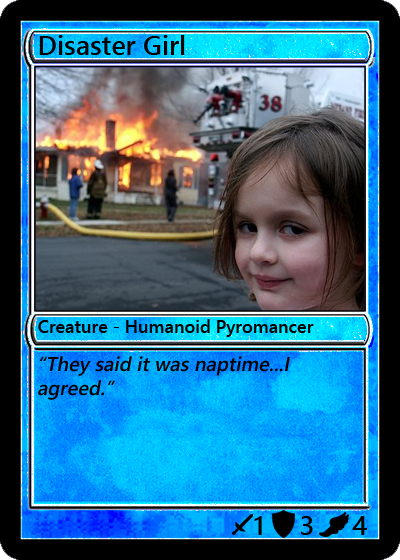 Disaster Girl
38
Creature - Humanoid Pyromancer
“They said it was naptime...I
agreed.”
1 3 4